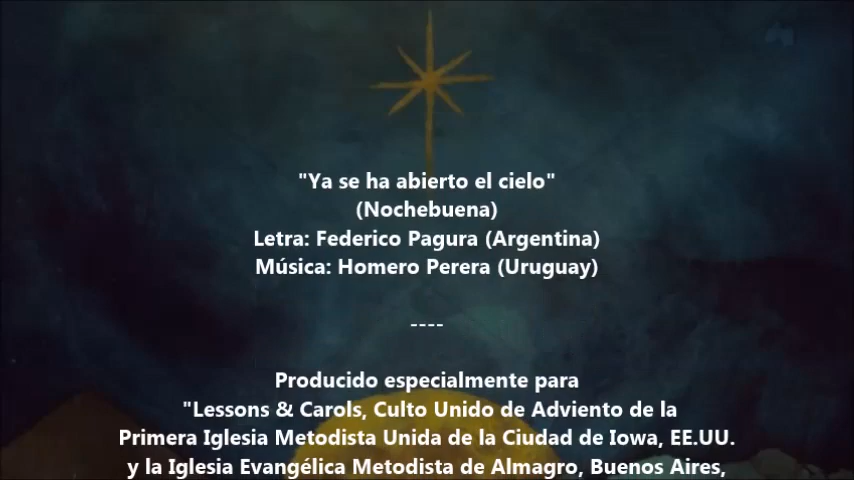 "Ya se ha abierto el cielo"
(Nochebuena)
Letra: Federico Pagura (Argentina)
Música: Homero Perera (Uruguay)
----
Producido especialmente para
"Lessons & Carols, Culto Unido de Adviento de la
Primera Iglesia Metodista Unida de la Ciudad de Iowa, EE.UU.
y la Iglesia Evangélica Metodista de Almagro, Buenos Aires,